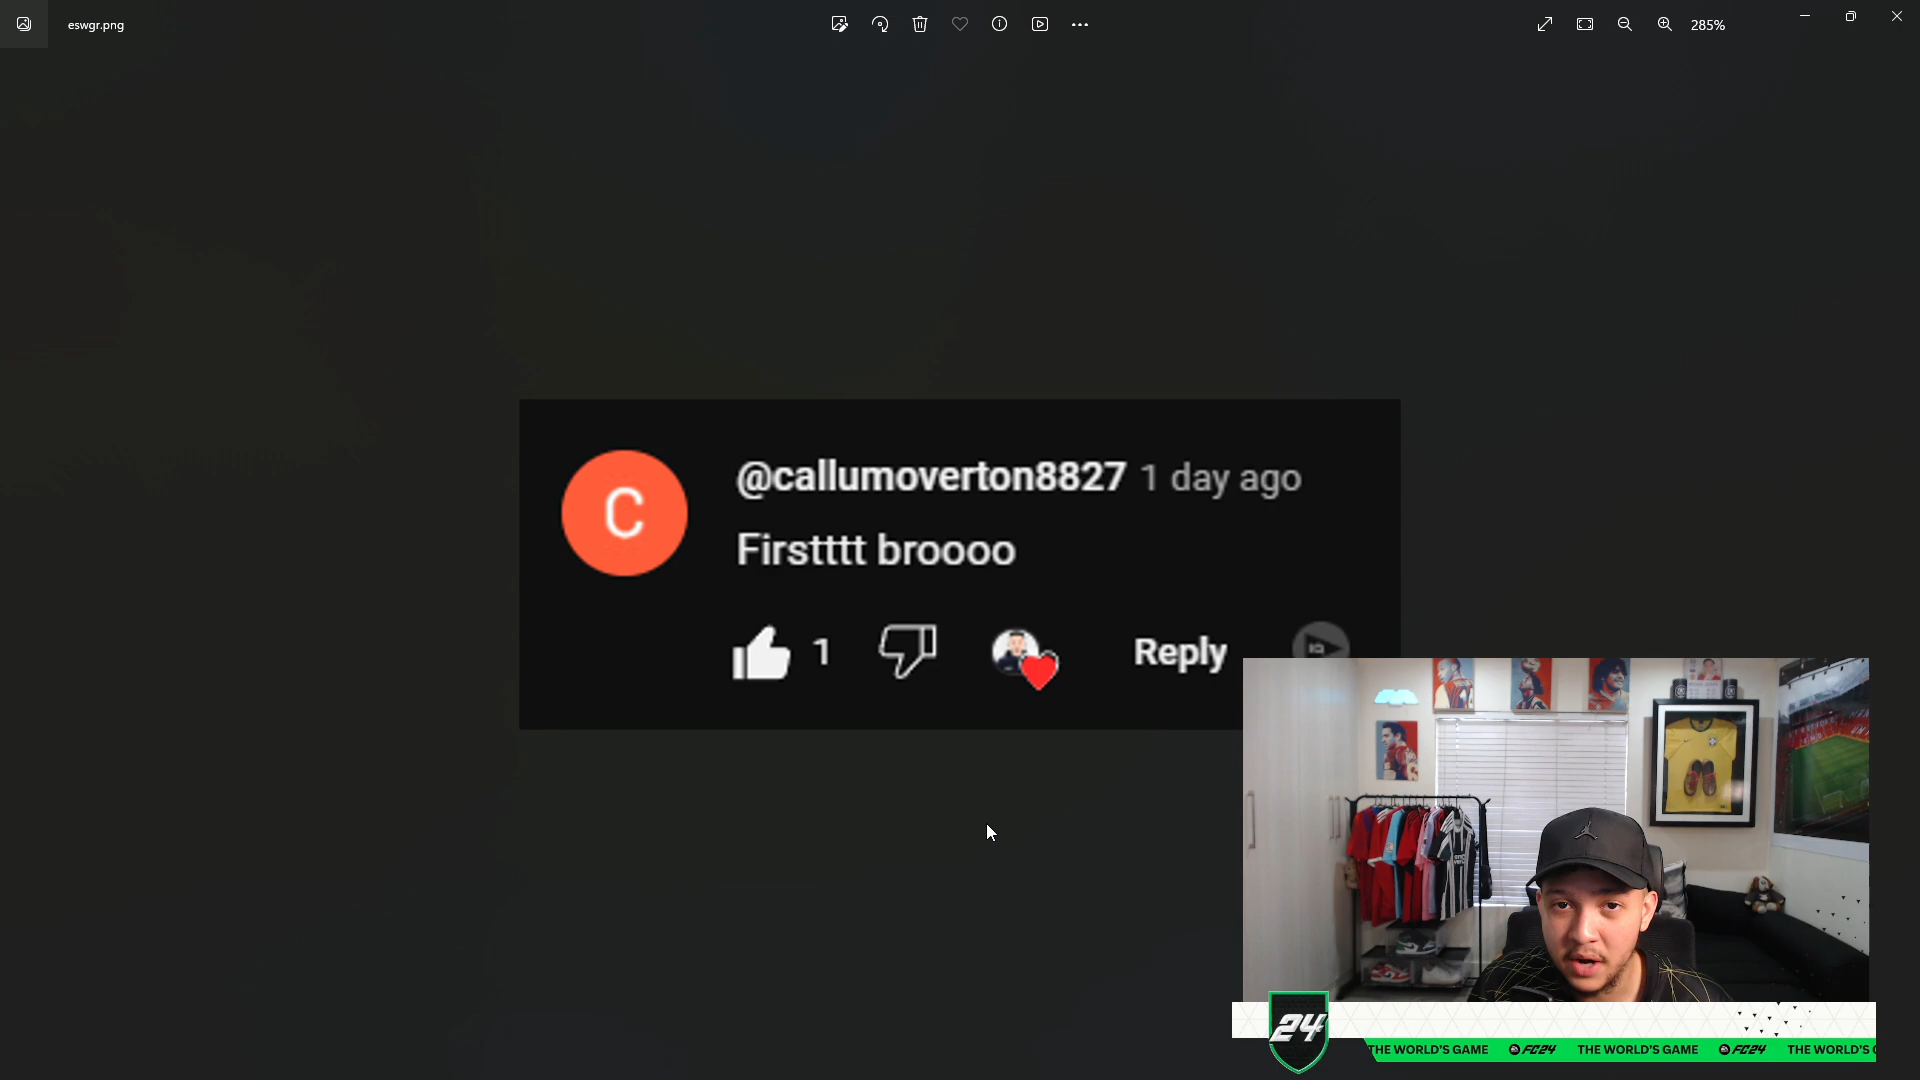 eswgr.png
285%
C
@callumoverton8827 1 day ago
Firstttt broooo
1
Reply
24
THE WORLD'S GAME FC24 THE WORLD'S GAME FC24 THE WORLD'S